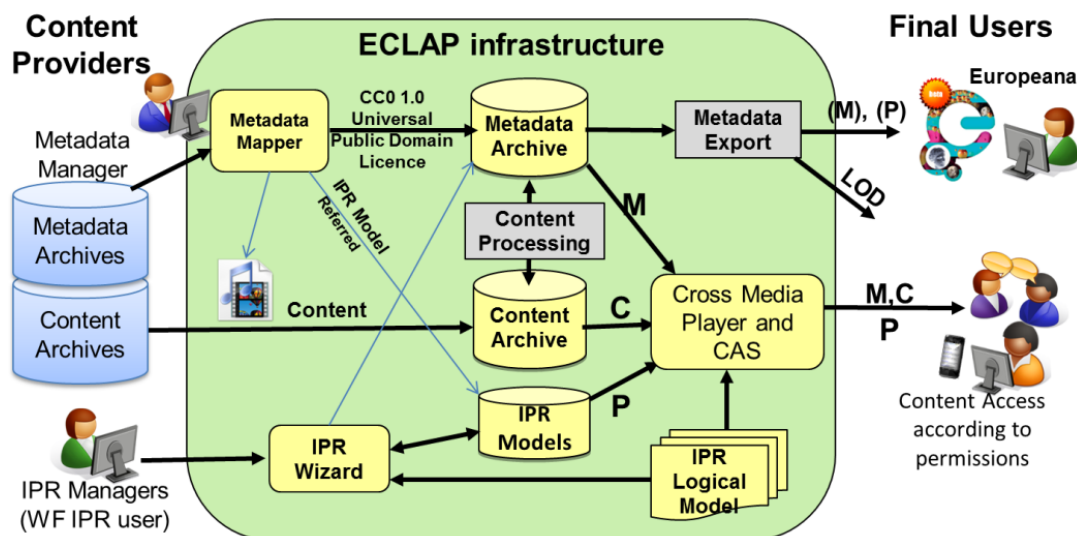 Content
Providers
ECLAP infrastructure
Final Users
Europeana
Beta
Metadata
Mapper
CC0 1.0
Universal
Public Domain
Licence
Metadata
Archive
Metadata
Export
(M), (P)
LOD
Metadata
Manager
Metadata
Archives
Content
Archives
IPR Model
Referred
M
Content
Processing
Content
Content
Archive
C
Cross Media
Player and
CAS
M,C
P
P
IPR
Models
IPR
Wizard
IPR
Logical
Model
Content Access
according to
permissions
IPR Managers
(WF IPR user)